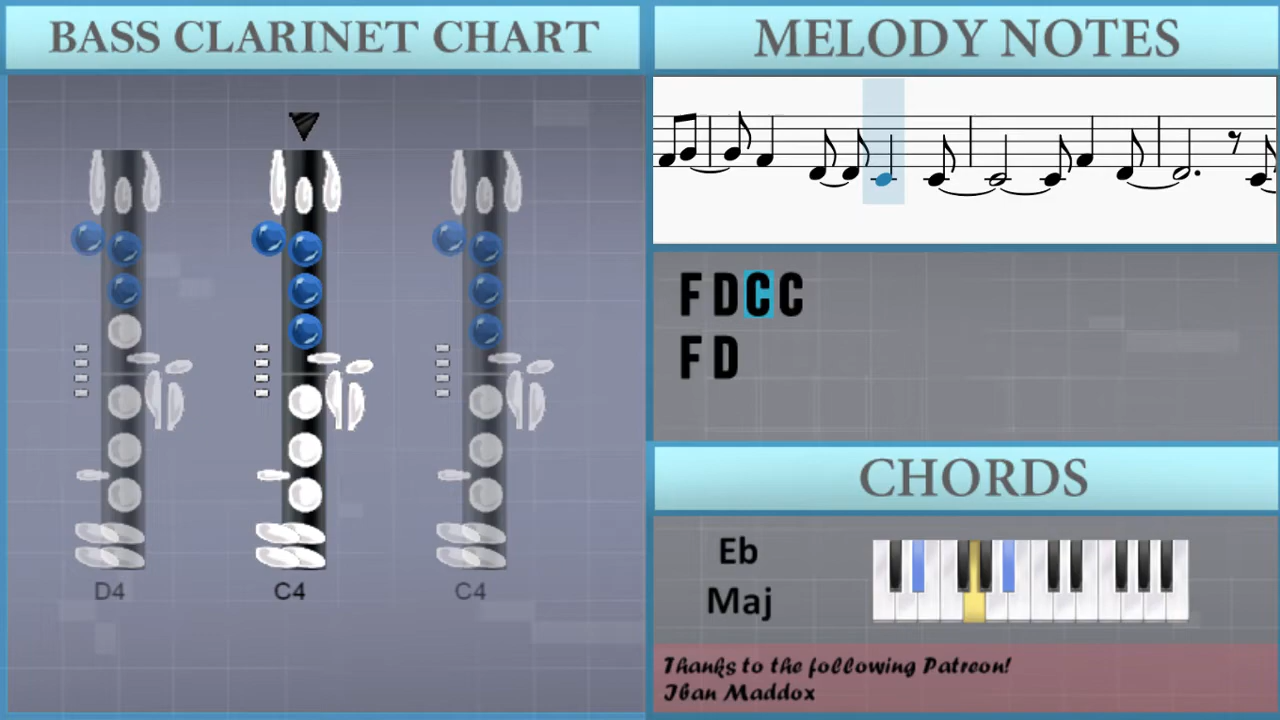 BASS CLARINET CHART
D4
C4
C4
MELODY NOTES
F D C C
F D
CHORDS
Eb
Maj
Thanks to the following Patreon!
Iban Maddox